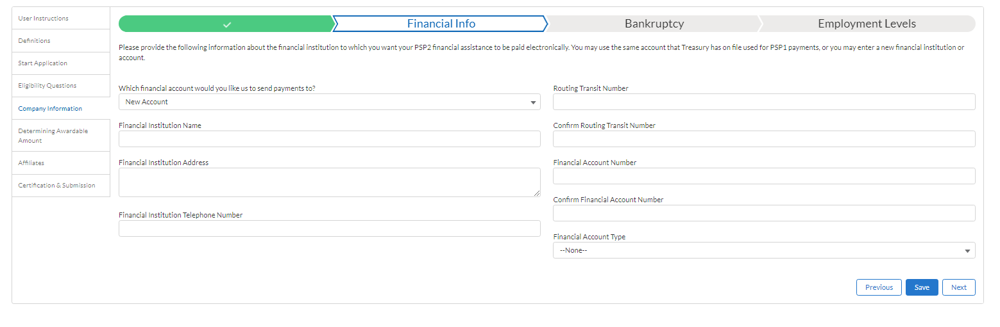 User Instructions
Definitions
Start Application
Eligibility Questions
Company Information
Determining Awardable
Amount
Affiliates
Certification & Submission
Financial Info
Bankruptcy
Employment Levels
Please provide the following information about the financial institution to which you want your PSP2 financial assistance to be paid electronically. You may use the same account that Treasury has on file used for PSP1 payments, or you may enter a new financial institution or
account.
Which financial account would you like us to send payments to?
New Account
Financial Institution Name
Financial Institution Address
Financial Institution Telephone Number
Routing Transit Number
Confirm Routing Transit Number
Financial Account Number
Confirm Financial Account Number
Financial Account Type
--None--
Previous
Save
Next